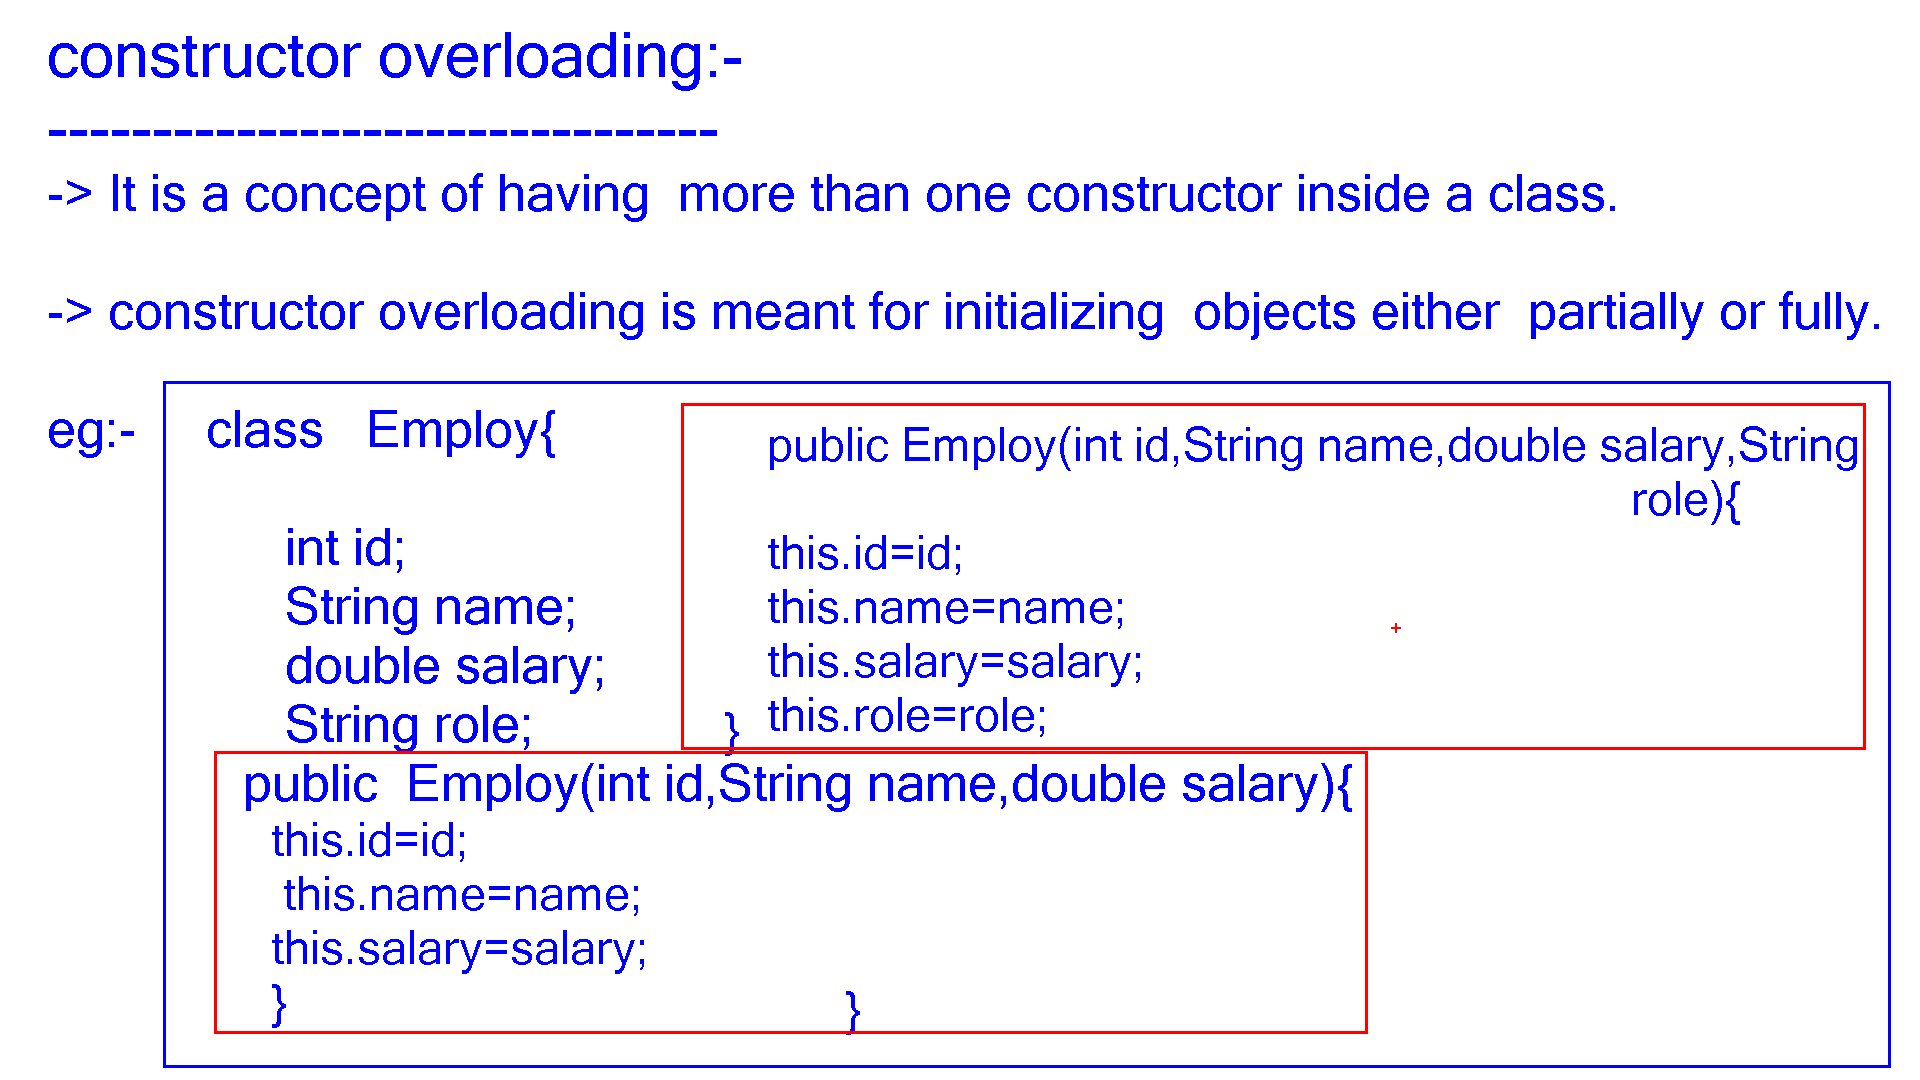 constructor overloading:-
--------------------------------
-> It is a concept of having  more than one constructor inside a class.
-> constructor overloading is meant for initializing  objects either  partially or fully.
eg:-
class   Employ{
int id;
String name;
double salary;
String role;
public  Employ(int id,String name,double salary){
this.id=id;
this.name=name;
this.salary=salary;
}
public Employ(int id,String name,double salary,String
role){
this.id=id;
this.name=name;
this.salary=salary;
this.role=role;
}
}